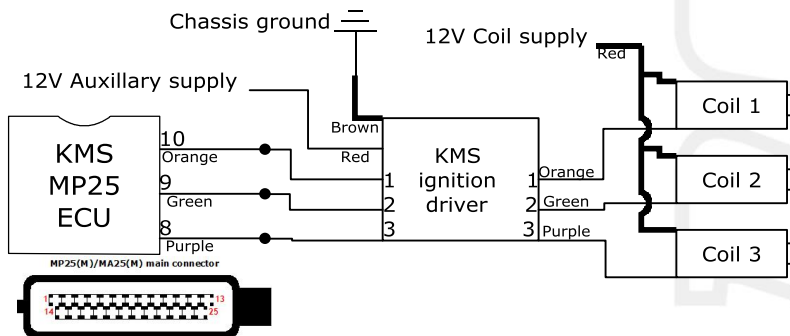 Chassis ground
12V Coil supply
Red
12V Auxillary supply
Brown
Red
KMS
MP25
ECU
10
Orange
9
Green
8
Purple
1
2
3
KMS
ignition
driver
1
Orange
2
Green
3
Purple
Coil 1
Coil 2
Coil 3
MP25(M)/MA25(M) main connector
1
13
14
25